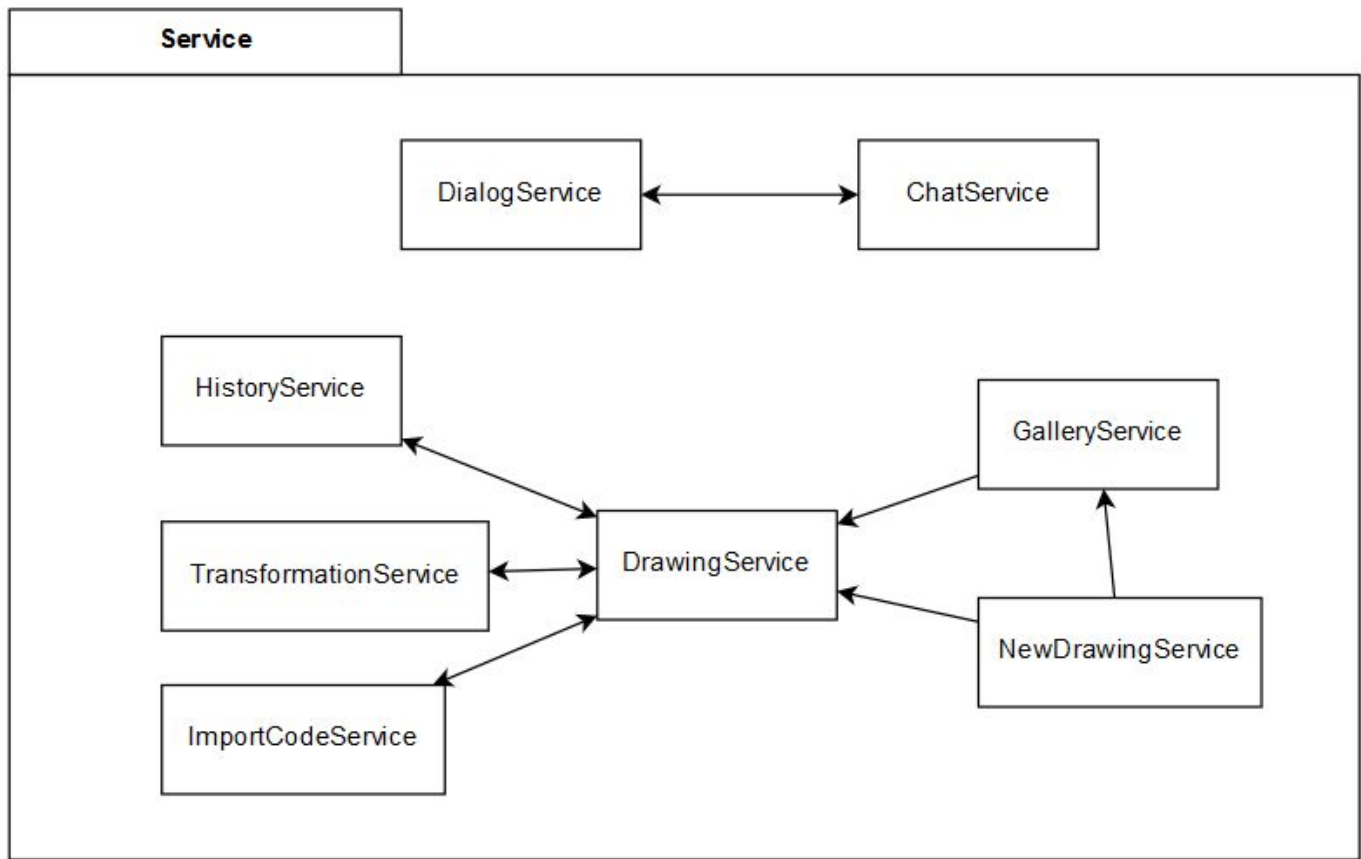 Service
DialogService
ChatService
HistoryService
GalleryService
TransformationService
DrawingService
NewDrawingService
ImportCodeService